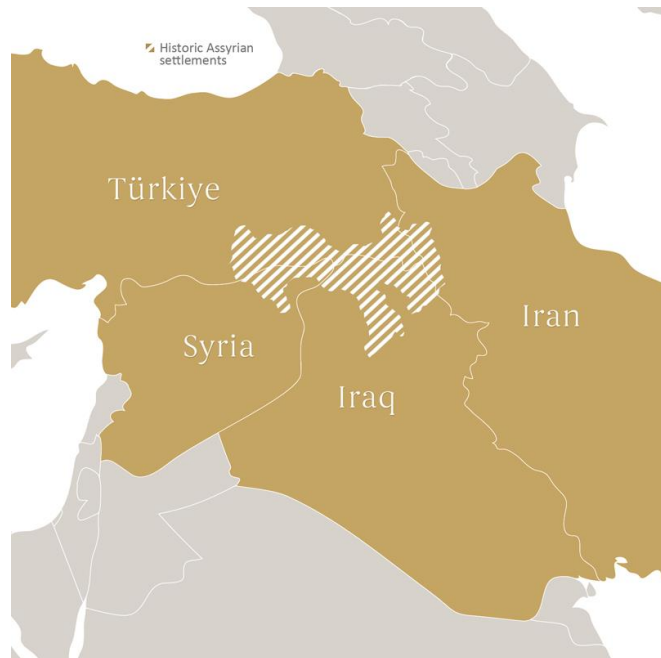 Historic Assyrian
settlements
Türkiye
Syria
Iraq
Iran